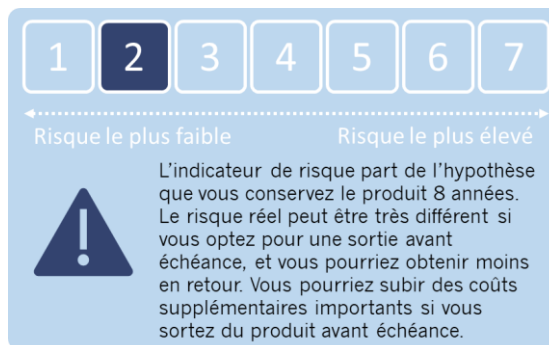 1 2 3 4 5 6 7
Risque le plus faible Risque le plus élevé
L'indicateur de risque part de l'hypothèse
que vous conservez le produit 8 années.
Le risque réel peut être très différent si
vous optez pour une sortie avant
échéance, et vous pourriez obtenir moins
en retour. Vous pourriez subir des coûts
supplémentaires importants si vous
sortez du produit avant échéance.